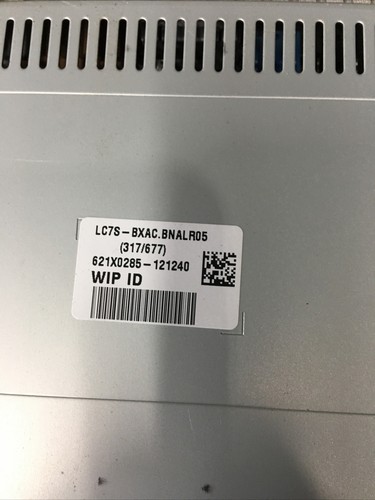 LC7S-BXAC.BNALR05
(317/677)
621X0285-121240
WIP ID